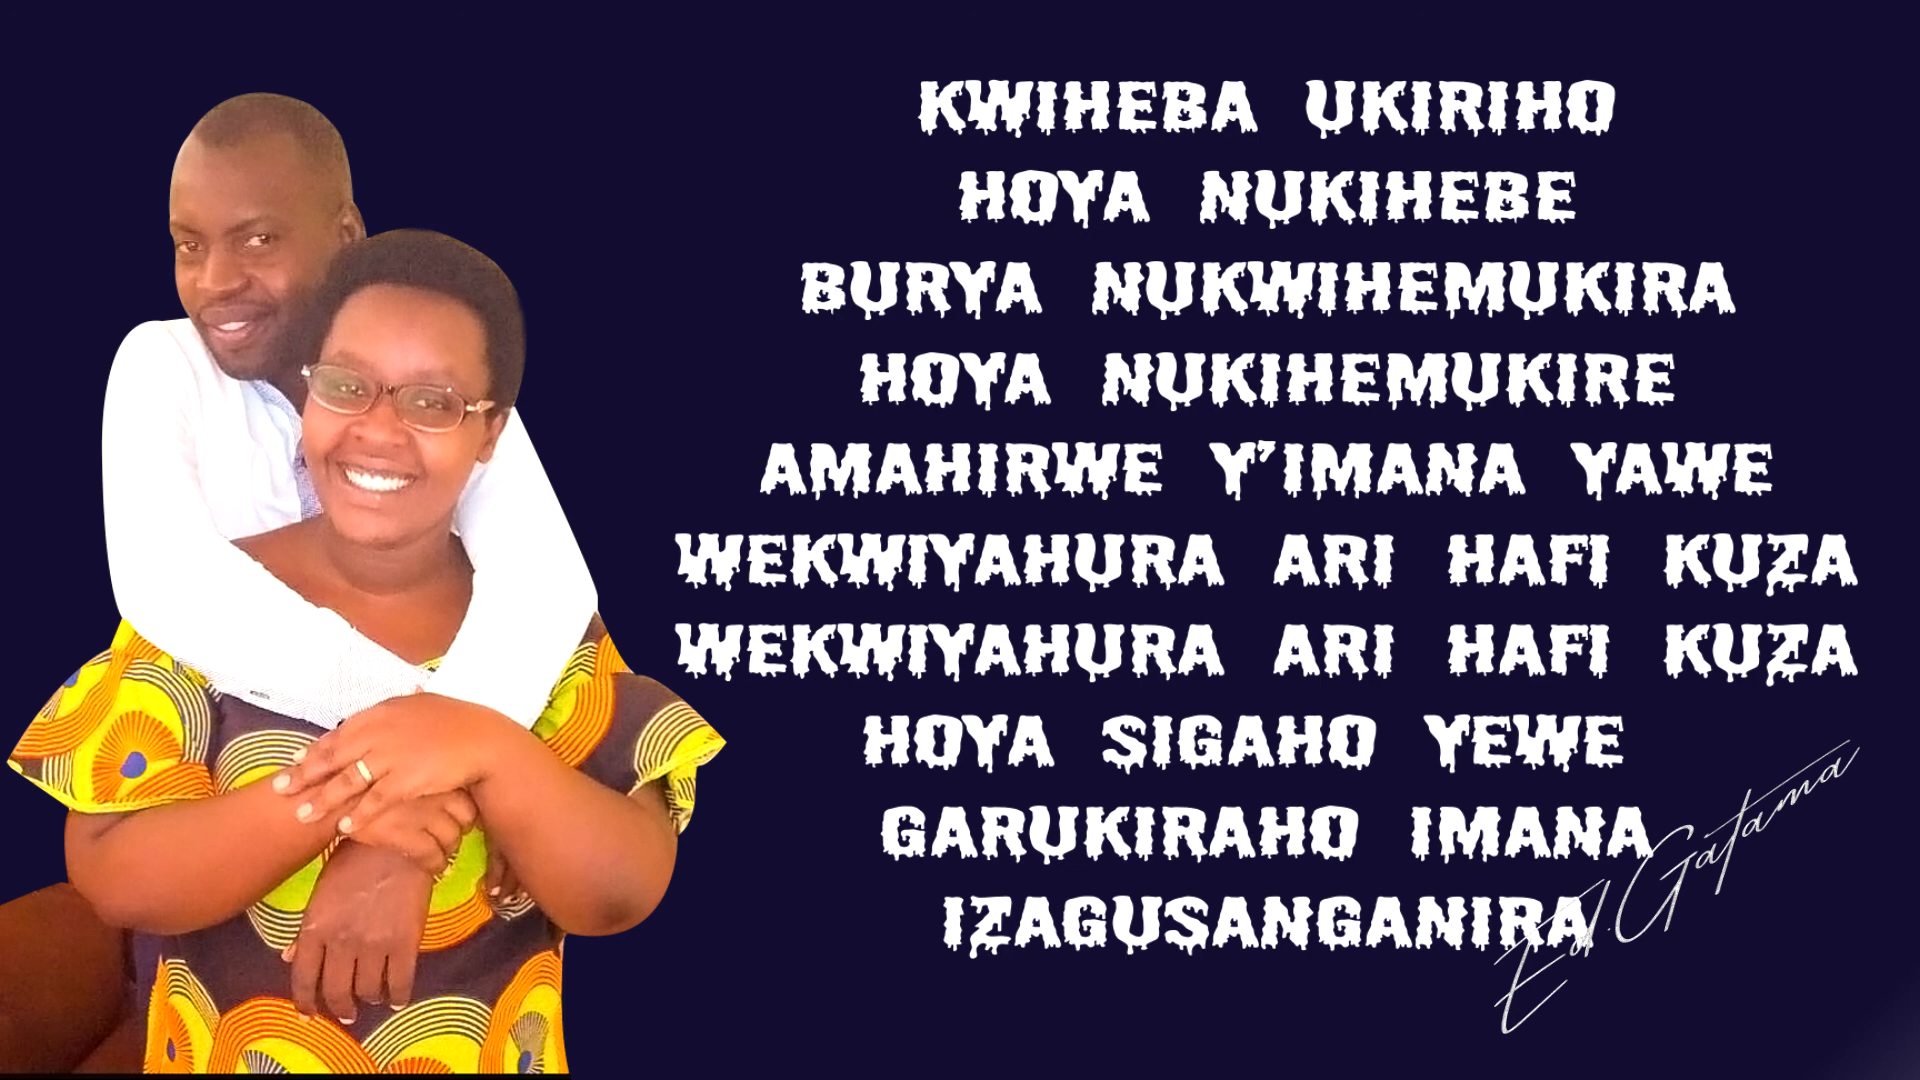 KWIHEBA UKIRIHO
HOYA NUKIHEBE
BURYA NUKWIHEMUKIRA
HOYA NUKIHEMUKIRE
AMAHIRWE Y'IMANA YAWE
WEKWIYAHURA ARI HAFI KUZA
WEKWIYAHURA ARI HAFI KUZA
HOYA SIGAHO YEWE
GARUKIRAHO IMANA
IZAGUSANGANIRA
Ed. Gatama